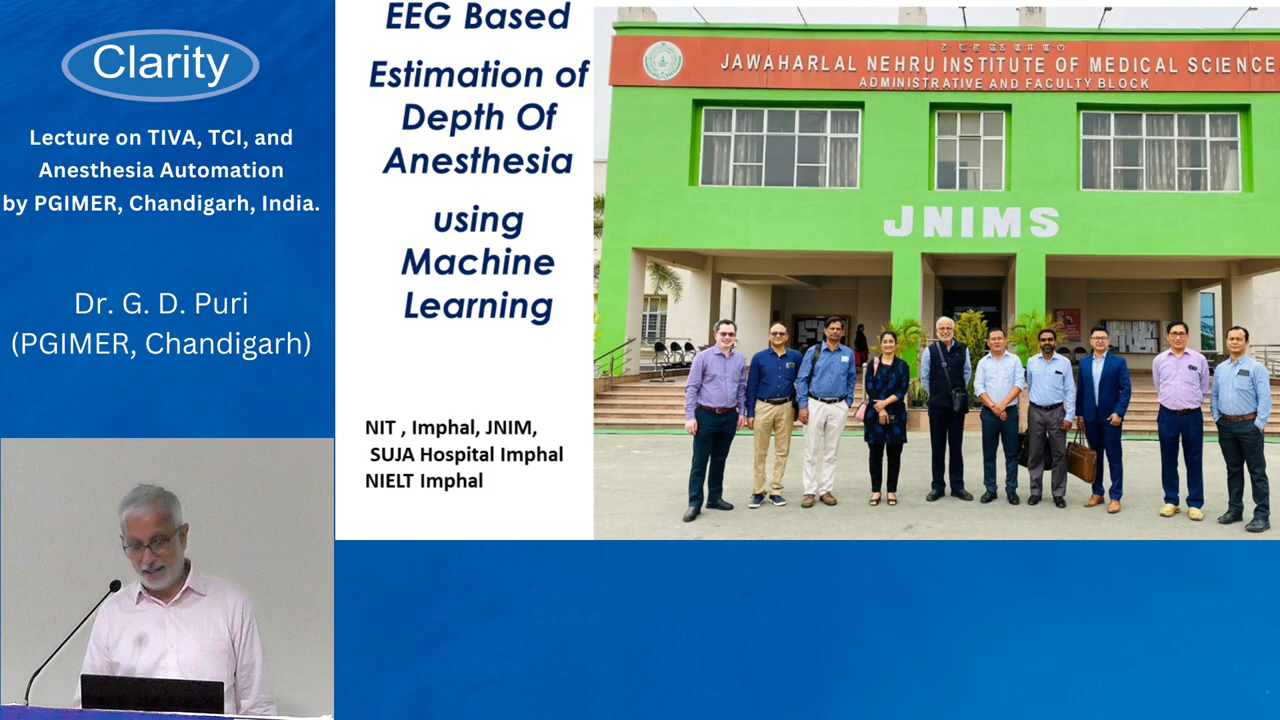 Clarity
Lecture on TIVA, TCI, and
Anesthesia Automation
by PGIMER, Chandigarh, India.
Dr. G. D. Puri
(PGIMER, Chandigarh)
EEG Based
Estimation of
Depth Of
Anesthesia
using
Machine
Learning
NIT , Imphal, JNIM,
SUJA Hospital Imphal
NIELT Imphal
JAWAHARLAL NEHRU INSTITUTE OF MEDICAL SCIENCE
ADMINISTRATIVE AND FACULTY BLOCK
JNIMS